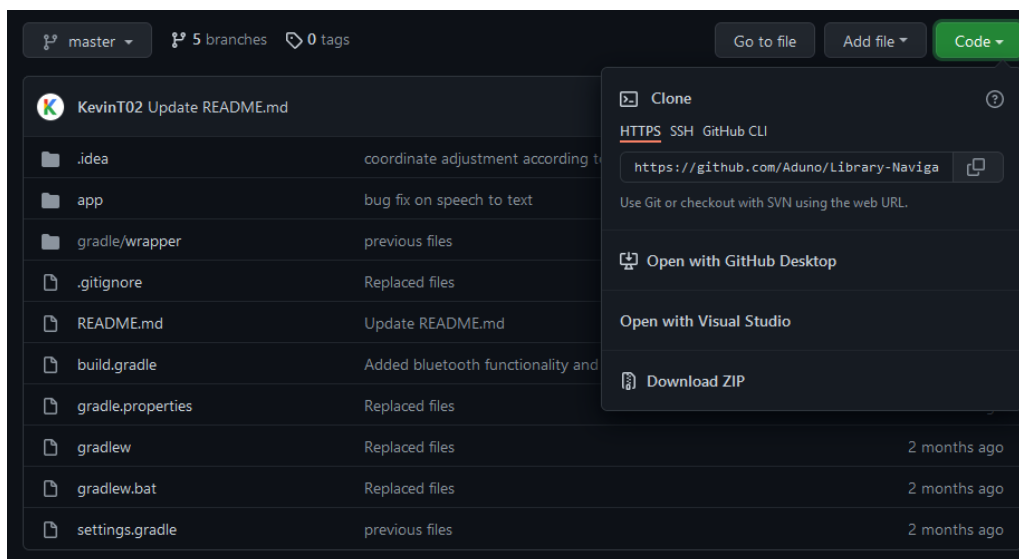 master 5 branches 0 tags Go to file Add file Code
KevinT02 Update README.md
Clone
HTTPS SSH GitHub CLI
https://github.com/Aduno/Library-Naviga
Use Git or checkout with SVN using the web URL.
Open with GitHub Desktop
Open with Visual Studio
Download ZIP
.idea coordinate adjustment according
app bug fix on speech to text
gradle/wrapper previous files
.gitignore Replaced files
README.md Update README.md
build.gradle Added bluetooth functionality and
gradle.properties Replaced files
gradlew Replaced files 2 months ago
gradlew.bat Replaced files 2 months ago
settings.gradle previous files 2 months ago